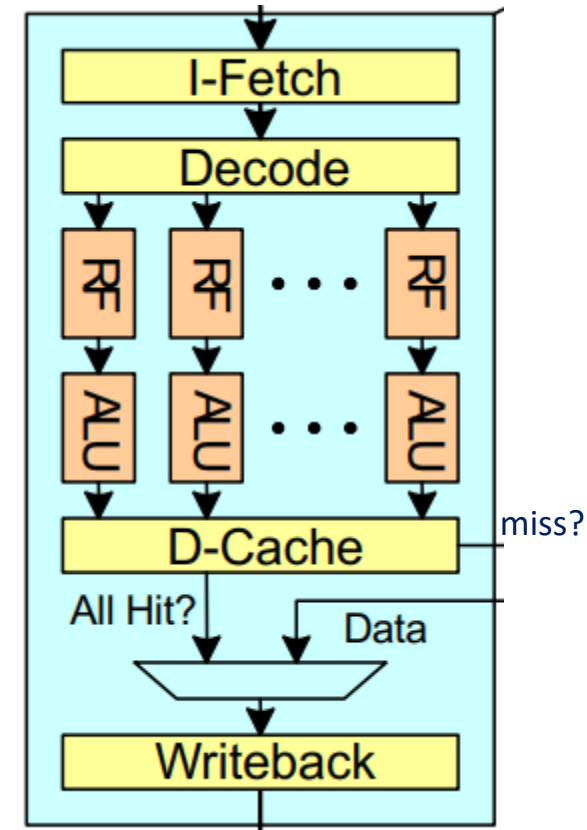 I-Fetch
Decode
RF RF • • • RF
ALU ALU • • • ALU
miss?
D-Cache
All Hit?
Data
Writeback